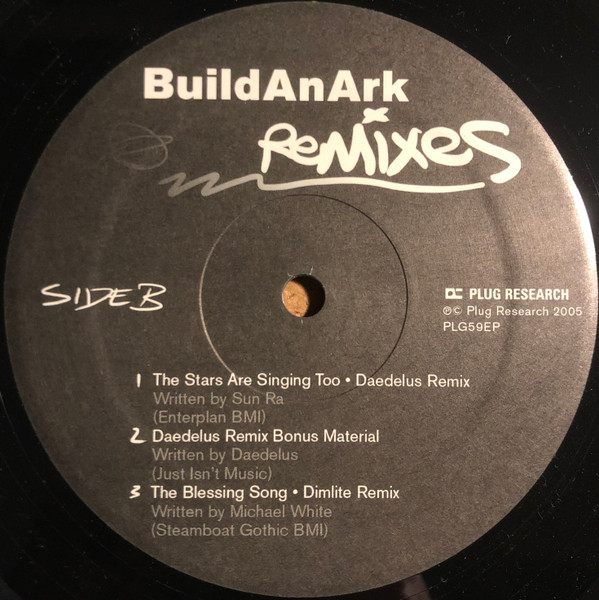 BuildAnArk
Remixes
SIDE B
PLUG RESEARCH
℗© Plug Research 2005
PLG59EP
1 The Stars Are Singing Too • Daedelus Remix
Written by Sun Ra
(Enterplan BMI)
2 Daedelus Remix Bonus Material
Written by Daedelus
(Just Isn't Music)
3 The Blessing Song • Dimlite Remix
Written by Michael White
(Steamboat Gothic BMI)